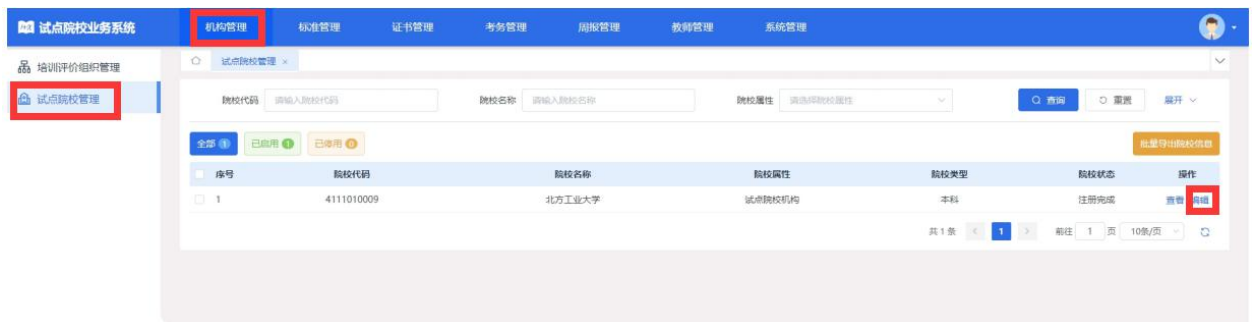 试点院校业务系统 机构管理 标准管理 证书管理 考务管理 周报管理 教师管理 系统管理
培训评价组织管理
试点院校管理
试点院校管理 ×
院校代码 请输入院校代码 院校名称 请输入院校名称 院校属性 请选择院校属性 查询 重置 展开
全部 1 已启用 1 已停用 0 批量导出院校信息
序号 院校代码 院校名称 院校属性 院校类型 院校状态 操作
1 4111010009 北方工业大学 试点院校机构 本科 注册完成 查看 编辑
共 1 条 < 1 > 前往 1 页 10条/页